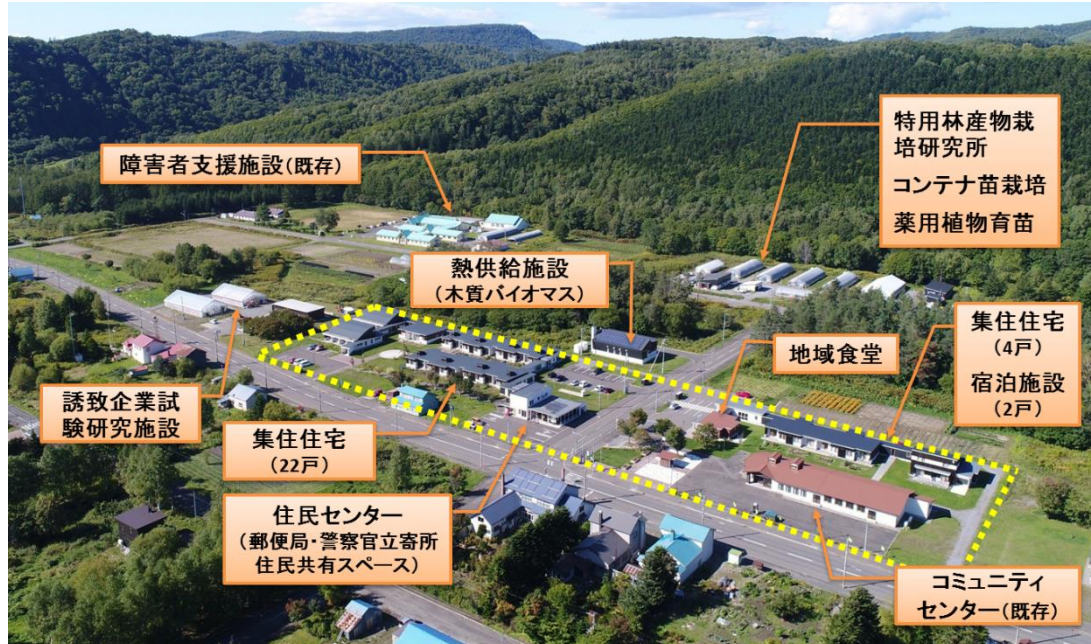 障害者支援施設(既存)
特用林産物栽
培研究所
コンテナ苗栽培
薬用植物育苗
熱供給施設
(木質バイオマス)
集住住宅
(4戸)
宿泊施設
(2戸)
地域食堂
誘致企業試
験研究施設
集住住宅
(22戸)
住民センター
(郵便局・警察官立寄所
住民共有スペース)
コミュニティ
センター(既存)